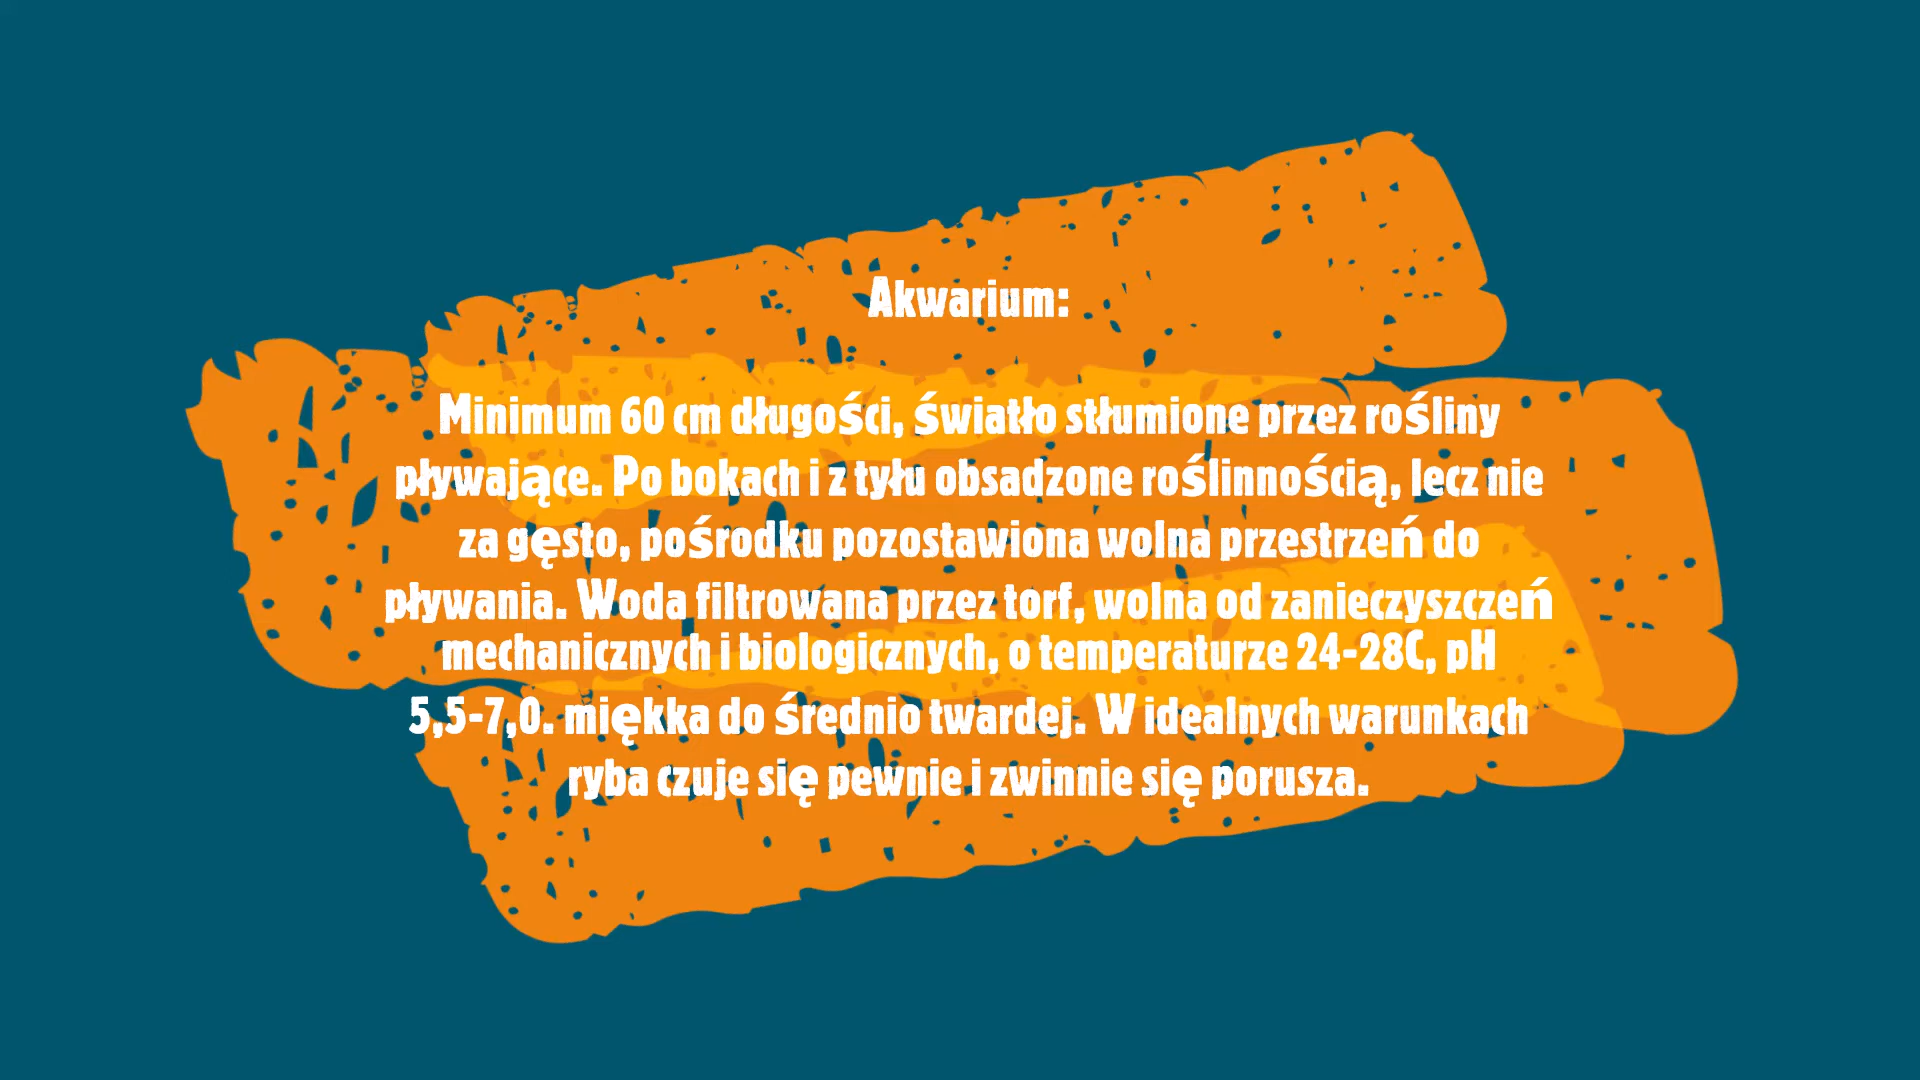 Akwarium:
Minimum 60 cm długości, światło stłumione przez rośliny
pływające. Po bokach i z tyłu obsadzone roślinnością, lecz nie
za gęsto, pośrodku pozostawiona wolna przestrzeń do
pływania. Woda filtrowana przez torf, wolna od zanieczyszczeń
mechanicznych i biologicznych, o temperaturze 24-28C, pH
5,5-7,0. miękka do średnio twardej. W idealnych warunkach
ryba czuje się pewnie i zwinnie się porusza.